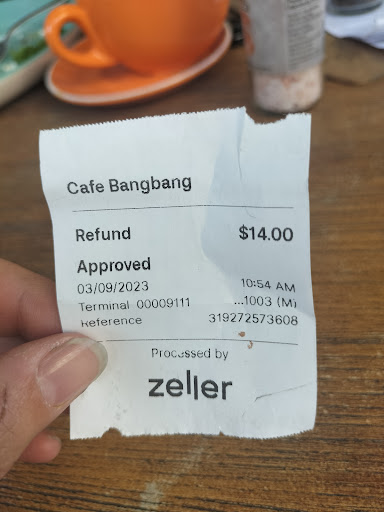 Cafe Bangbang
Refund $14.00
Approved
03/09/2023 10:54 AM
Terminal 00009111 ...1003 (M)
Reference 319272573608
Processed by
zeller